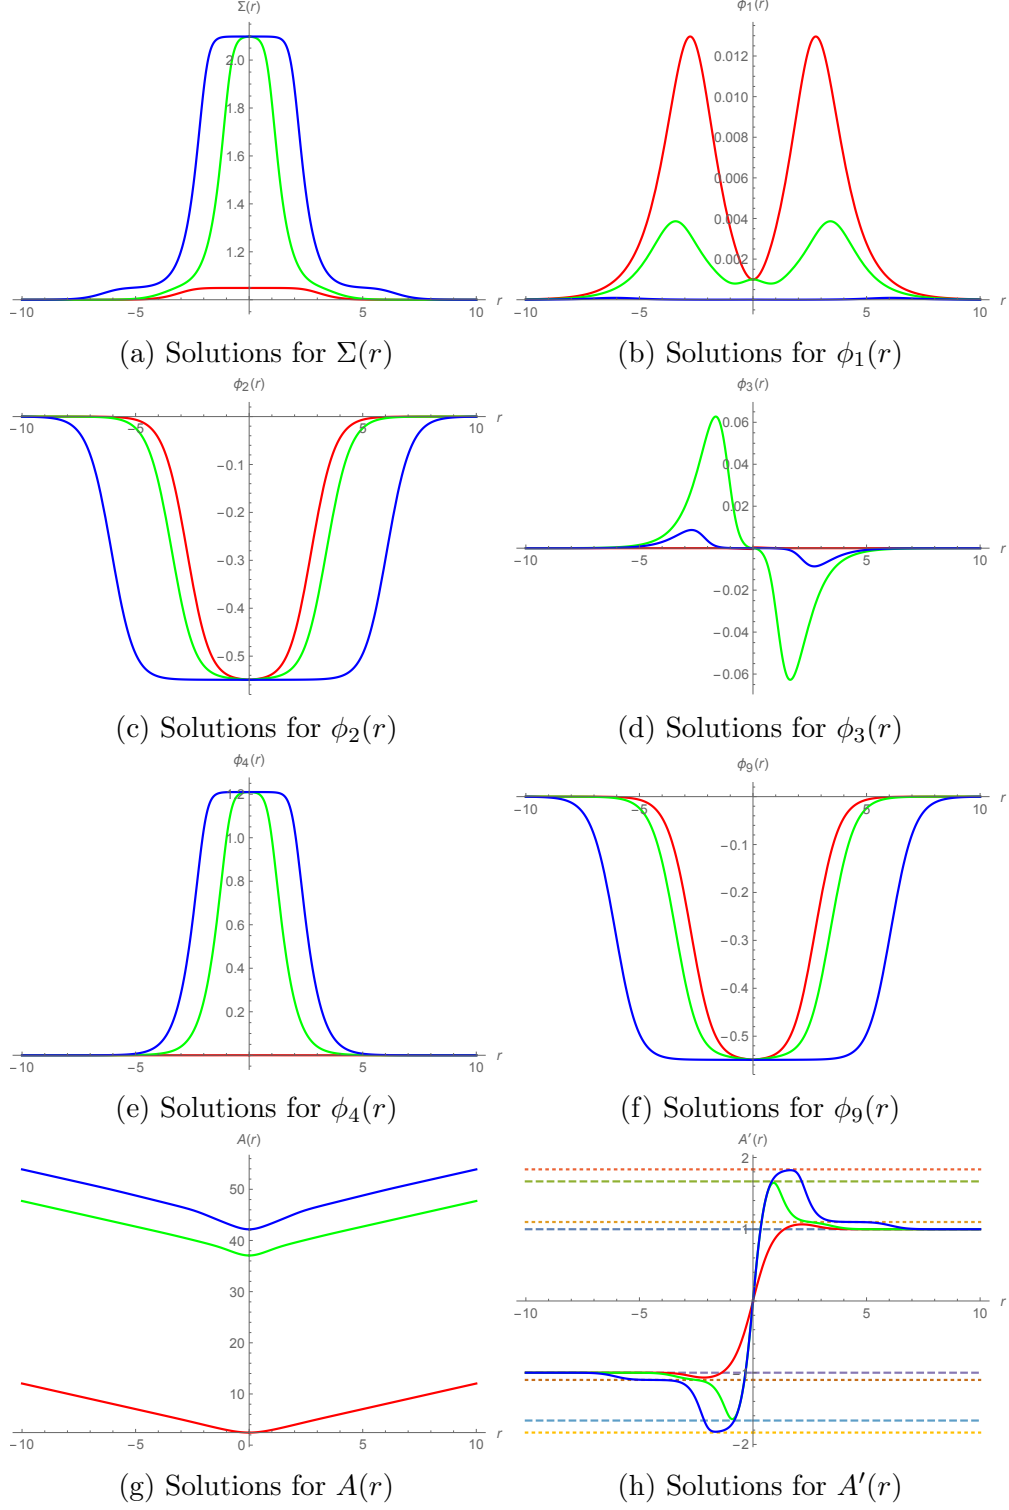 Σ(r)
2.0
1.8
1.6
1.4
1.2
-10 -5 5 10 r
(a) Solutions for Σ(r)
ϕ1(r)
0.012
0.010
0.008
0.006
0.004
0.002
-10 -5 5 10 r
(b) Solutions for ϕ1(r)
ϕ2(r)
-10 -5 5 10 r
-0.1
-0.2
-0.3
-0.4
-0.5
(c) Solutions for ϕ2(r)
ϕ3(r)
0.06
0.04
0.02
-10 -5 5 10 r
-0.02
-0.04
-0.06
(d) Solutions for ϕ3(r)
ϕ4(r)
1.2
1.0
0.8
0.6
0.4
0.2
-10 -5 5 10 r
(e) Solutions for ϕ4(r)
ϕ9(r)
-10 -5 5 10 r
-0.1
-0.2
-0.3
-0.4
-0.5
(f) Solutions for ϕ9(r)
A(r)
50
40
30
20
10
-10 -5 0 5 10 r
(g) Solutions for A(r)
A′(r)
2
1
-10 -5 5 10 r
-1
-2
(h) Solutions for A′(r)